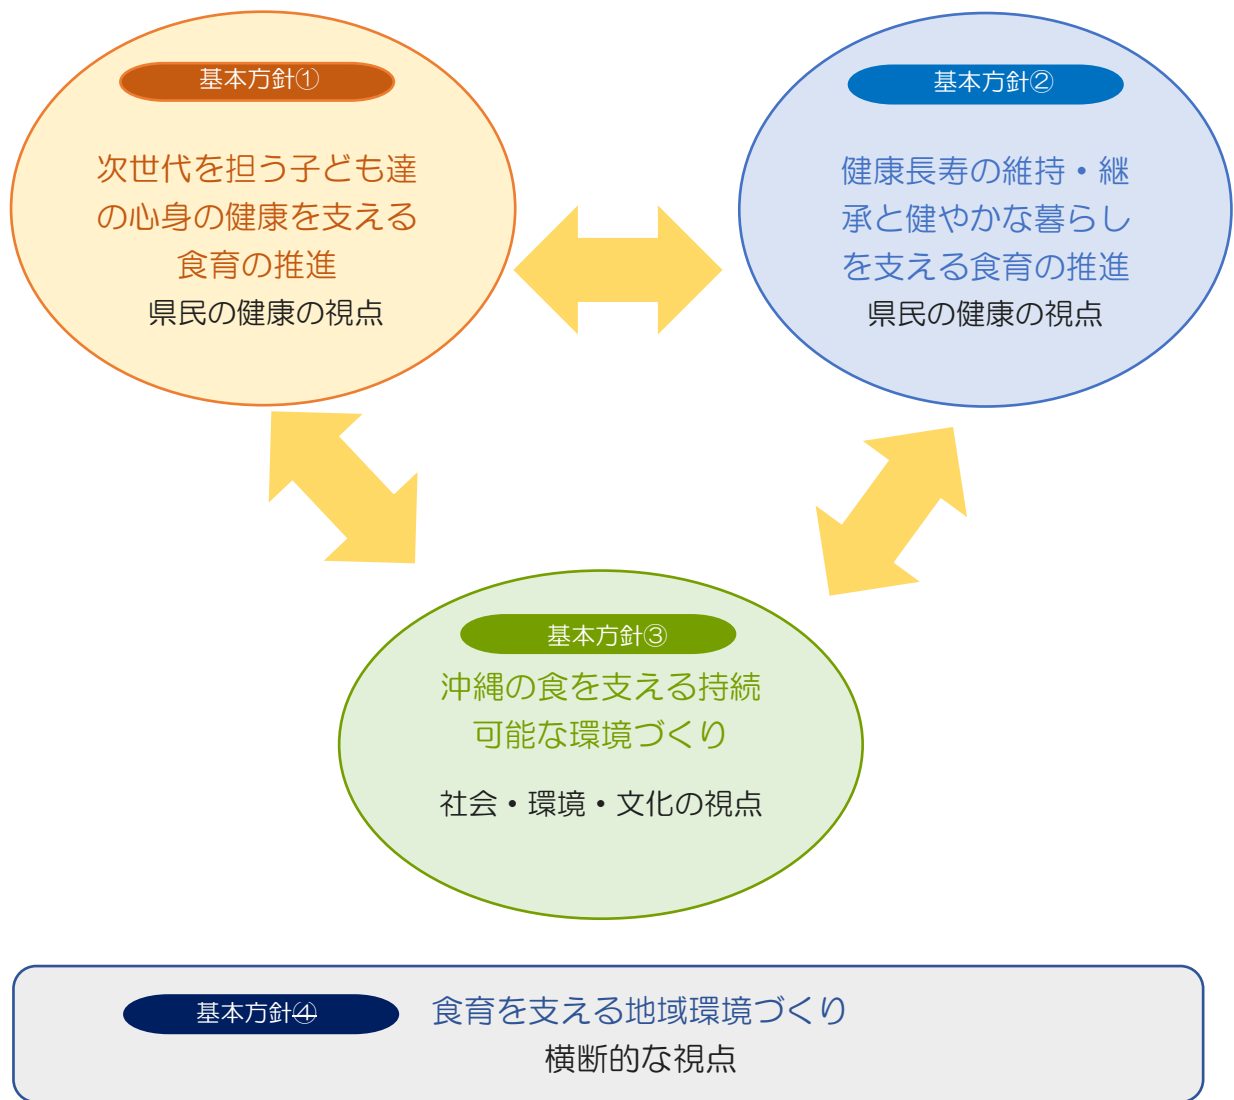 基本方針①
次世代を担う子ども達
の心身の健康を支える
食育の推進
県民の健康の視点
基本方針②
健康長寿の維持・継
承と健やかな暮らし
を支える食育の推進
県民の健康の視点
基本方針③
沖縄の食を支える持続
可能な環境づくり
社会・環境・文化の視点
基本方針④
食育を支える地域環境づくり
横断的な視点